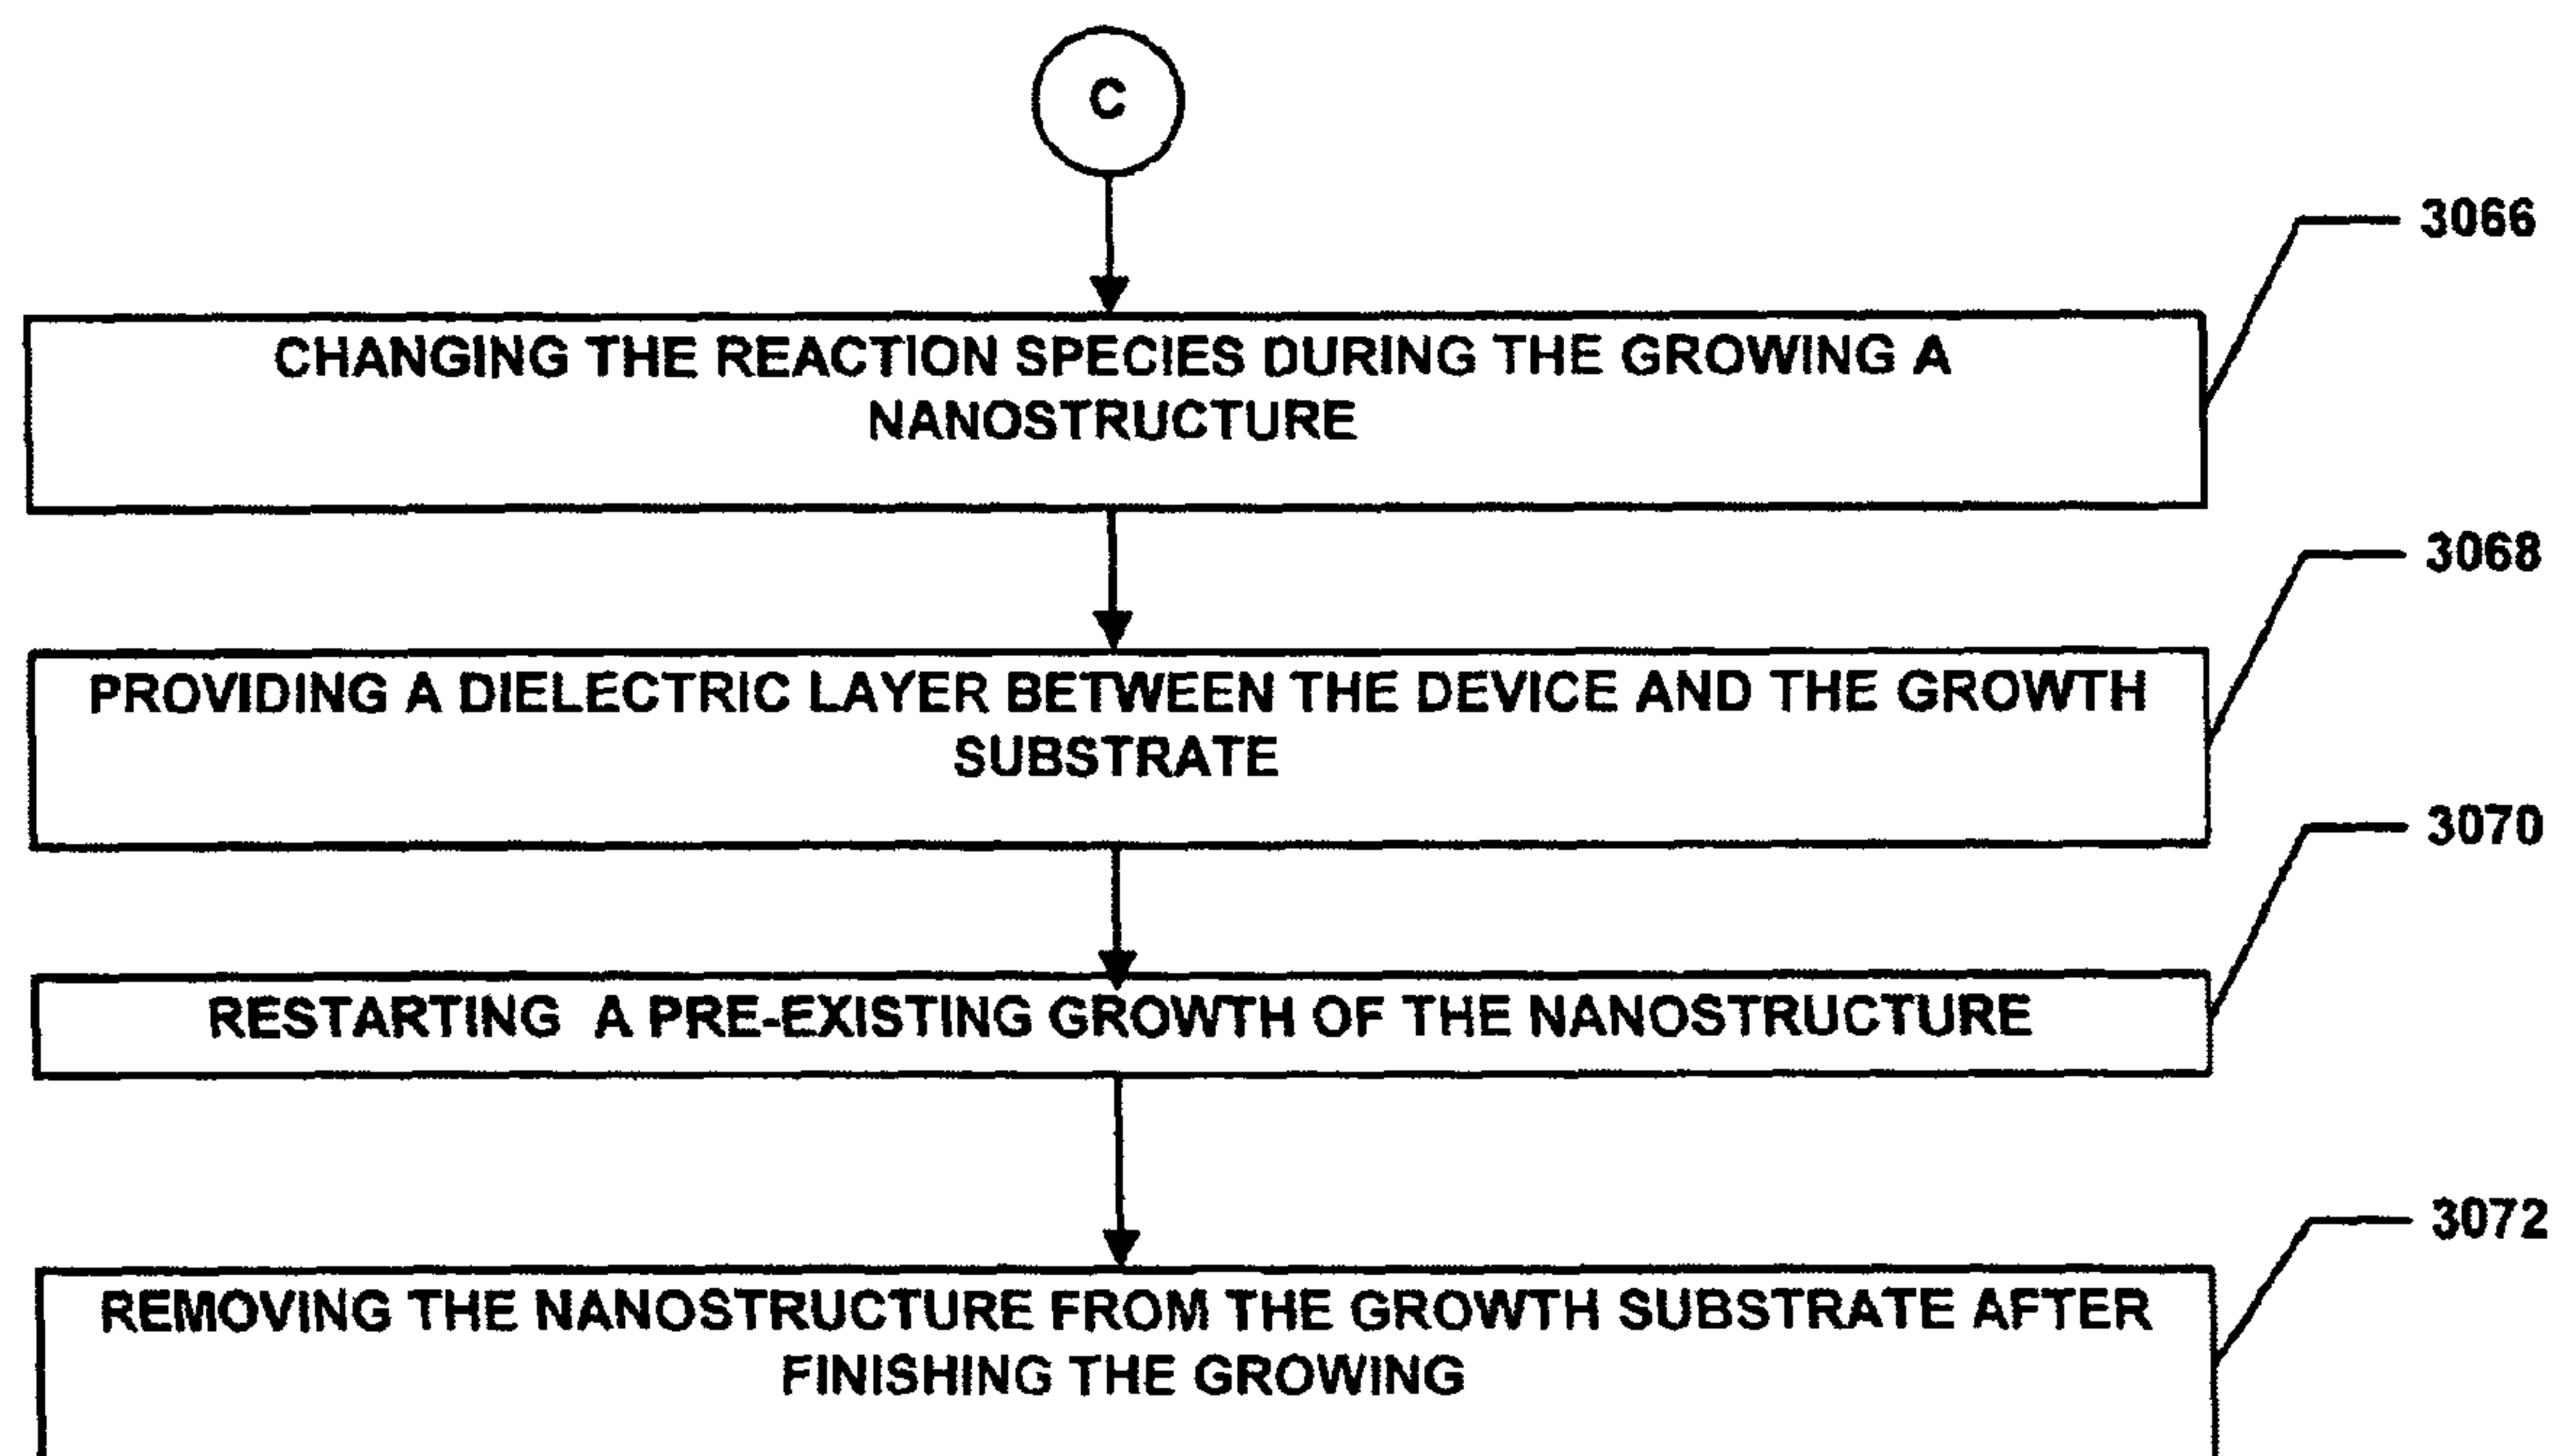 C
3066
CHANGING THE REACTION SPECIES DURING THE GROWING A
NANOSTRUCTURE
3068
PROVIDING A DIELECTRIC LAYER BETWEEN THE DEVICE AND THE GROWTH
SUBSTRATE
3070
RESTARTING A PRE-EXISTING GROWTH OF THE NANOSTRUCTURE
3072
REMOVING THE NANOSTRUCTURE FROM THE GROWTH SUBSTRATE AFTER
FINISHING THE GROWING